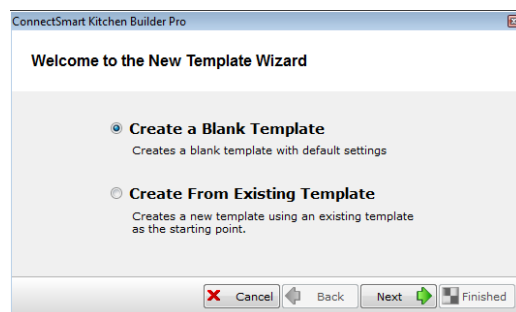 ConnectSmart Kitchen Builder Pro
Welcome to the New Template Wizard
Create a Blank Template
Creates a blank template with default settings
Create From Existing Template
Creates a new template using an existing template
as the starting point.
Cancel Back Next Finished